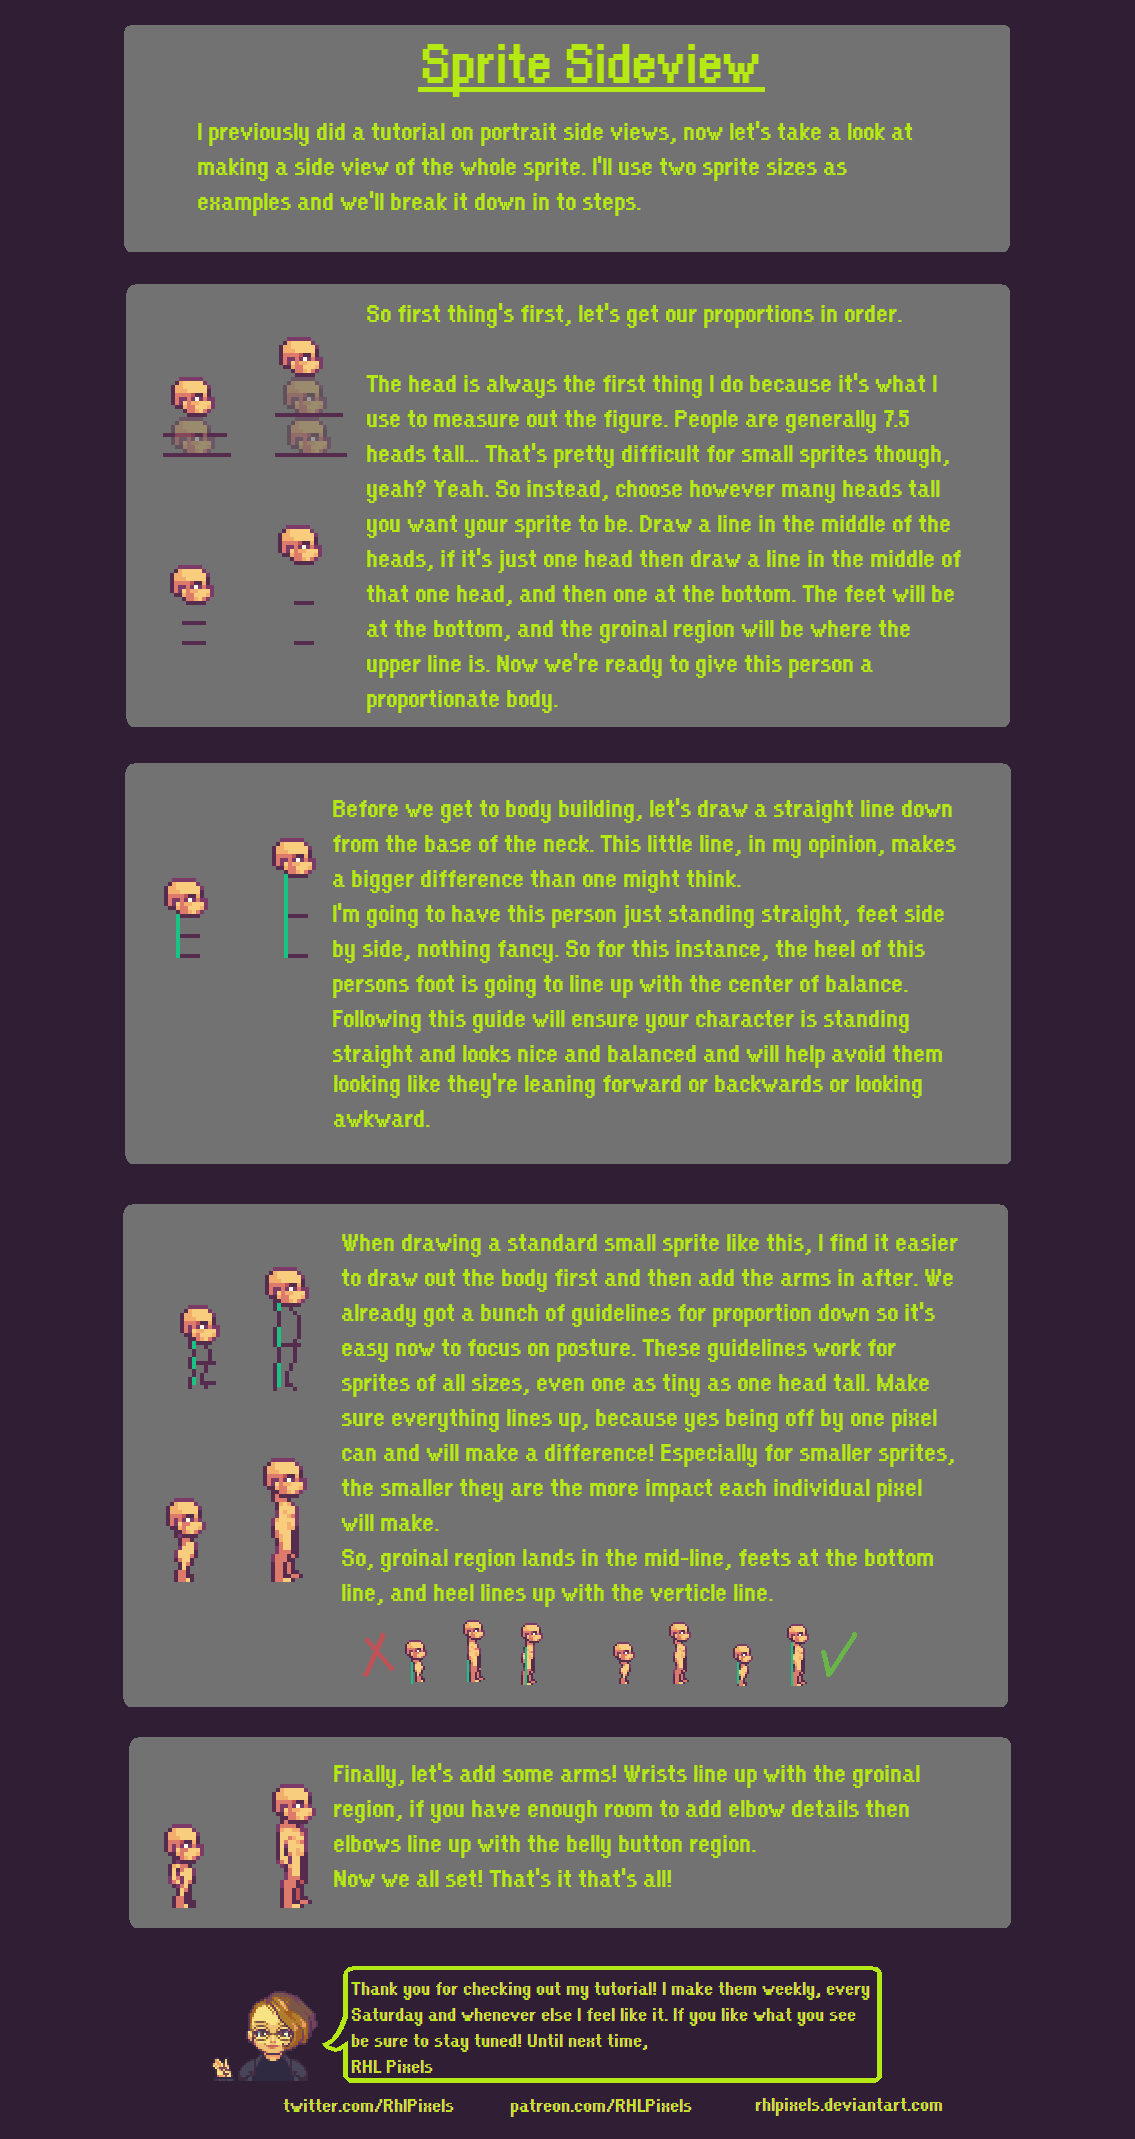 Sprite Sideview
I previously did a tutorial on portrait side views, now let's take a look at
making a side view of the whole sprite. I'll use two sprite sizes as
examples and we'll break it down in to steps.
So first thing's first, let's get our proportions in order.
The head is always the first thing I do because it's what I
use to measure out the figure. People are generally 7.5
heads tall... That's pretty difficult for small sprites though,
yeah? Yeah. So instead, choose however many heads tall
you want your sprite to be. Draw a line in the middle of the
heads, if it's just one head then draw a line in the middle of
that one head, and then one at the bottom. The feet will be
at the bottom, and the groinal region will be where the
upper line is. Now we're ready to give this person a
proportionate body.
Before we get to body building, let's draw a straight line down
from the base of the neck. This little line, in my opinion, makes
a bigger difference than one might think.
I'm going to have this person just standing straight, feet side
by side, nothing fancy. So for this instance, the heel of this
persons foot is going to line up with the center of balance.
Following this guide will ensure your character is standing
straight and looks nice and balanced and will help avoid them
looking like they're leaning forward or backwards or looking
awkward.
When drawing a standard small sprite like this, I find it easier
to draw out the body first and then add the arms in after. We
already got a bunch of guidelines for proportion down so it's
easy now to focus on posture. These guidelines work for
sprites of all sizes, even one as tiny as one head tall. Make
sure everything lines up, because yes being off by one pixel
can and will make a difference! Especially for smaller sprites,
the smaller they are the more impact each individual pixel
will make.
So, groinal region lands in the mid-line, feets at the bottom
line, and heel lines up with the verticle line.
Finally, let's add some arms! Wrists line up with the groinal
region, if you have enough room to add elbow details then
elbows line up with the belly button region.
Now we all set! That's it that's all!
Thank you for checking out my tutorial! I make them weekly, every
Saturday and whenever else I feel like it. If you like what you see
be sure to stay tuned! Until next time,
RHL Pixels
twitter.com/RhlPixels patreon.com/RHLPixels rhlpixels.deviantart.com